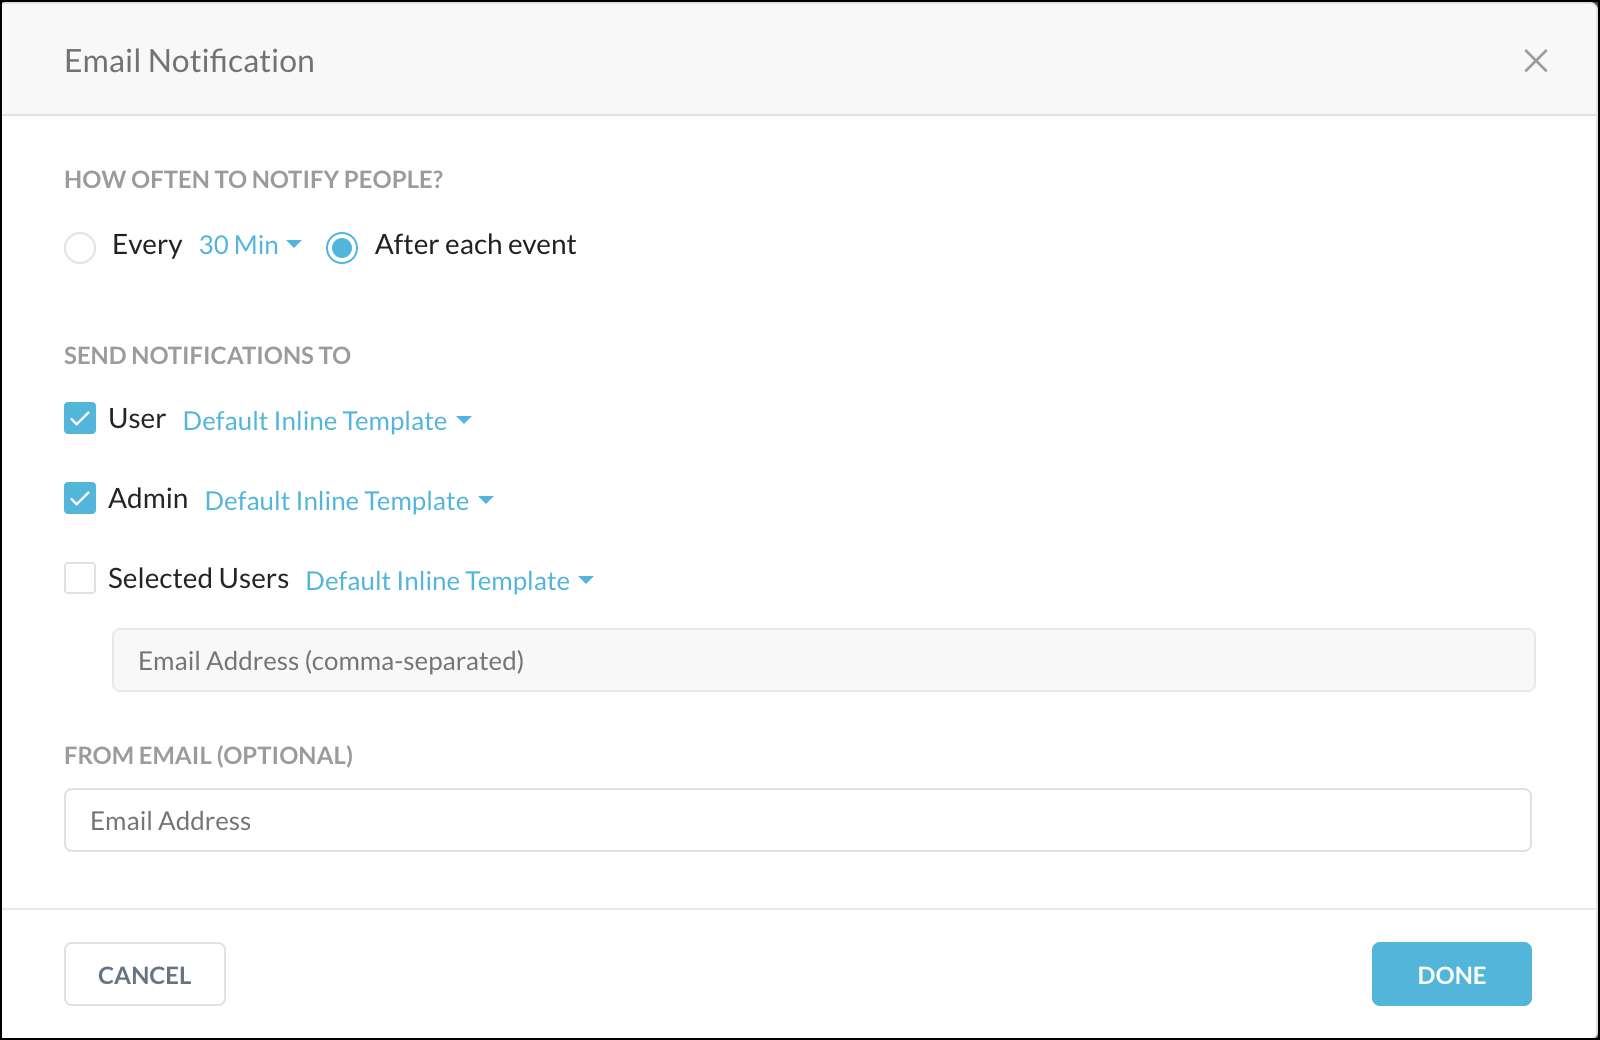 Email Notification
HOW OFTEN TO NOTIFY PEOPLE?
Every 30 Min After each event
SEND NOTIFICATIONS TO
User Default Inline Template
Admin Default Inline Template
Selected Users Default Inline Template
Email Address (comma-separated)
FROM EMAIL (OPTIONAL)
Email Address
CANCEL DONE